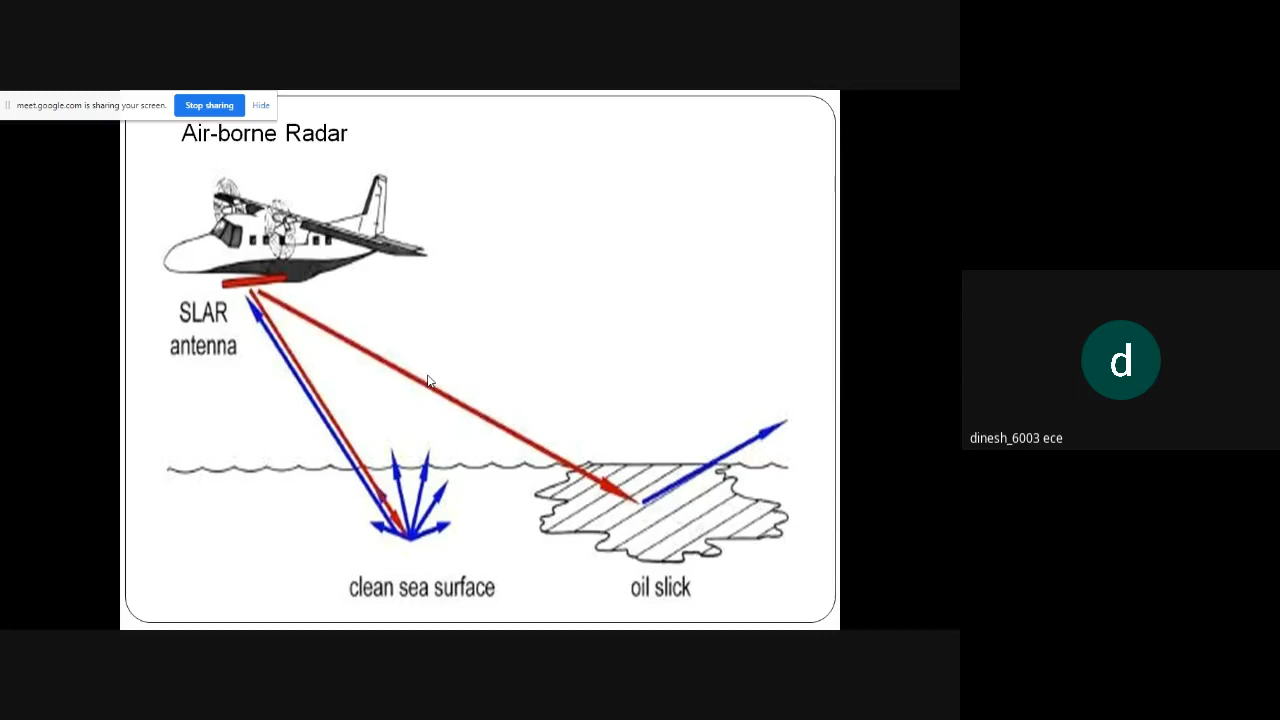 meet.google.com is sharing your screen. Stop sharing Hide
Air-borne Radar
SLAR
antenna
clean sea surface
oil slick
d
dinesh_6003 ece